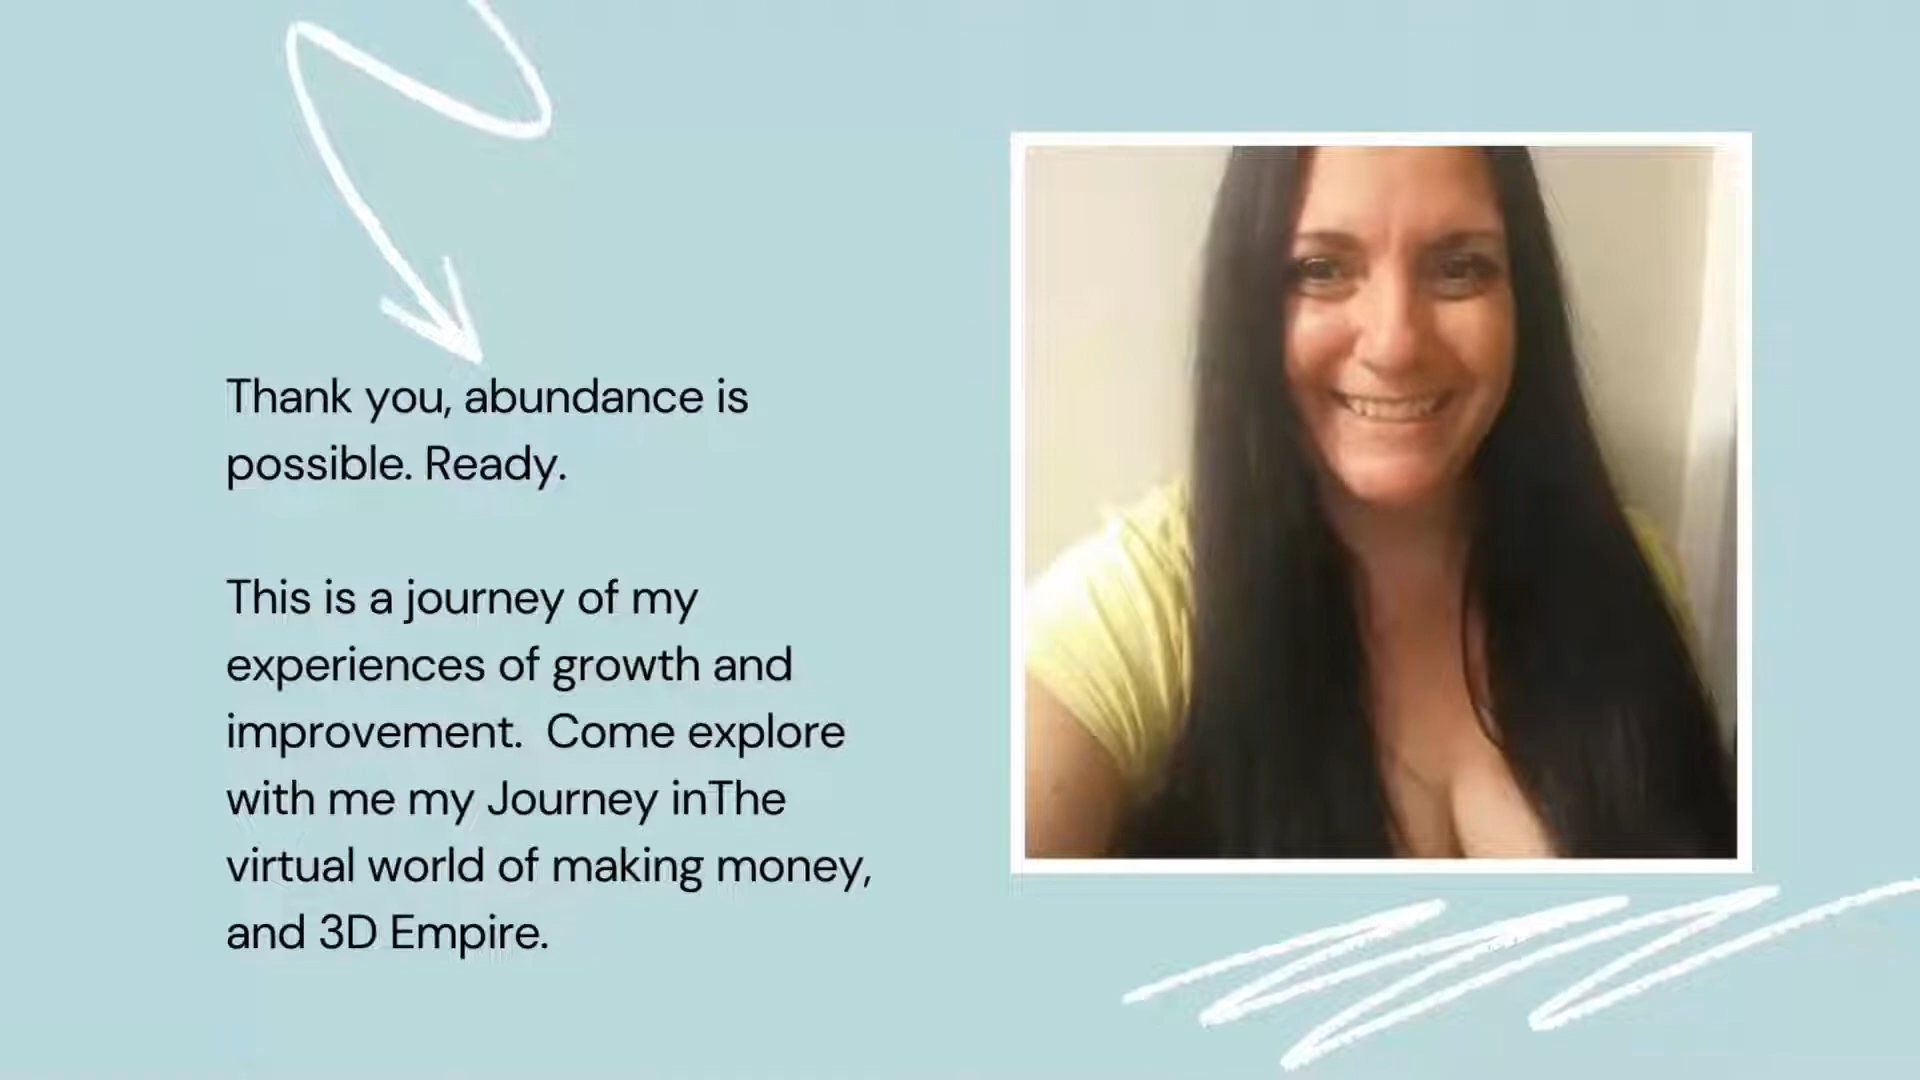 Thank you, abundance is
possible. Ready.
This is a journey of my
experiences of growth and
improvement.  Come explore
with me my Journey inThe
virtual world of making money,
and 3D Empire.